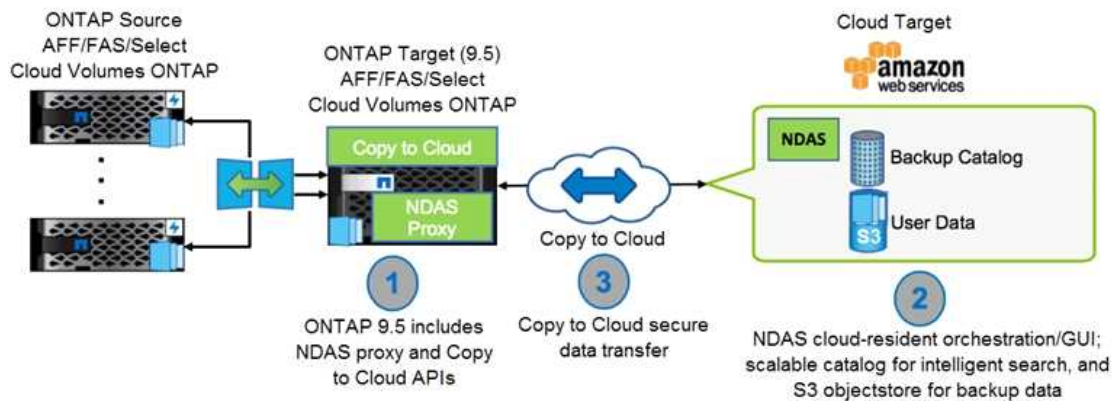 ONTAP Source
AFF/FAS/Select
Cloud Volumes ONTAP
ONTAP Target (9.5)
AFF/FAS/Select
Cloud Volumes ONTAP
Copy to Cloud
NDAS
Proxy
1
ONTAP 9.5 includes
NDAS proxy and Copy
to Cloud APIs
Copy to Cloud
3
Copy to Cloud secure
data transfer
Cloud Target
amazon
web services
NDAS
Backup Catalog
User Data
S3
2
NDAS cloud-resident orchestration/GUI;
scalable catalog for intelligent search, and
S3 objectstore for backup data